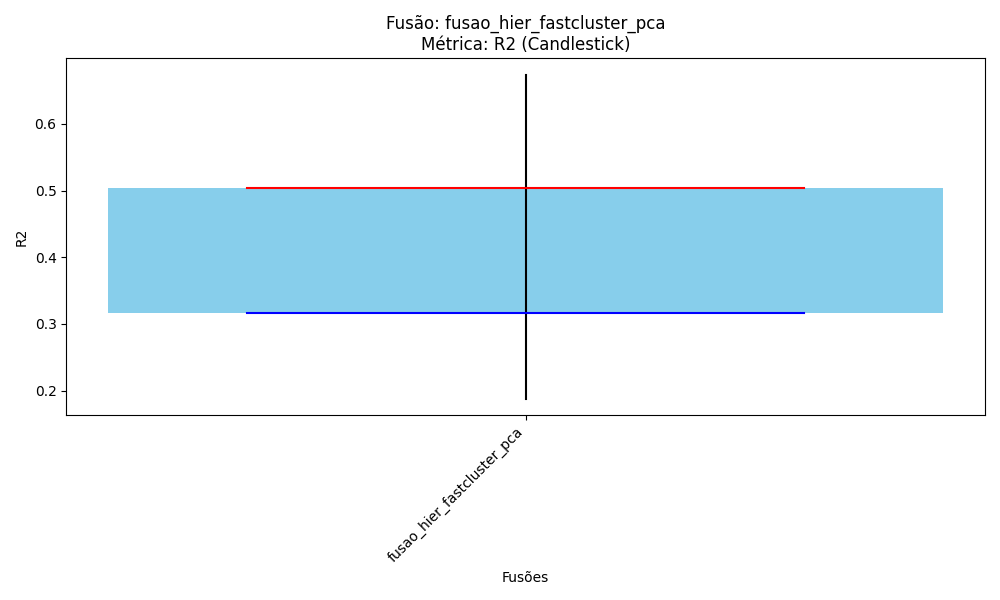 Fusão: fusao_hier_fastcluster_pca
Métrica: R2 (Candlestick)
R2
0.6
0.5
0.4
0.3
0.2
fusao_hier_fastcluster_pca
Fusões